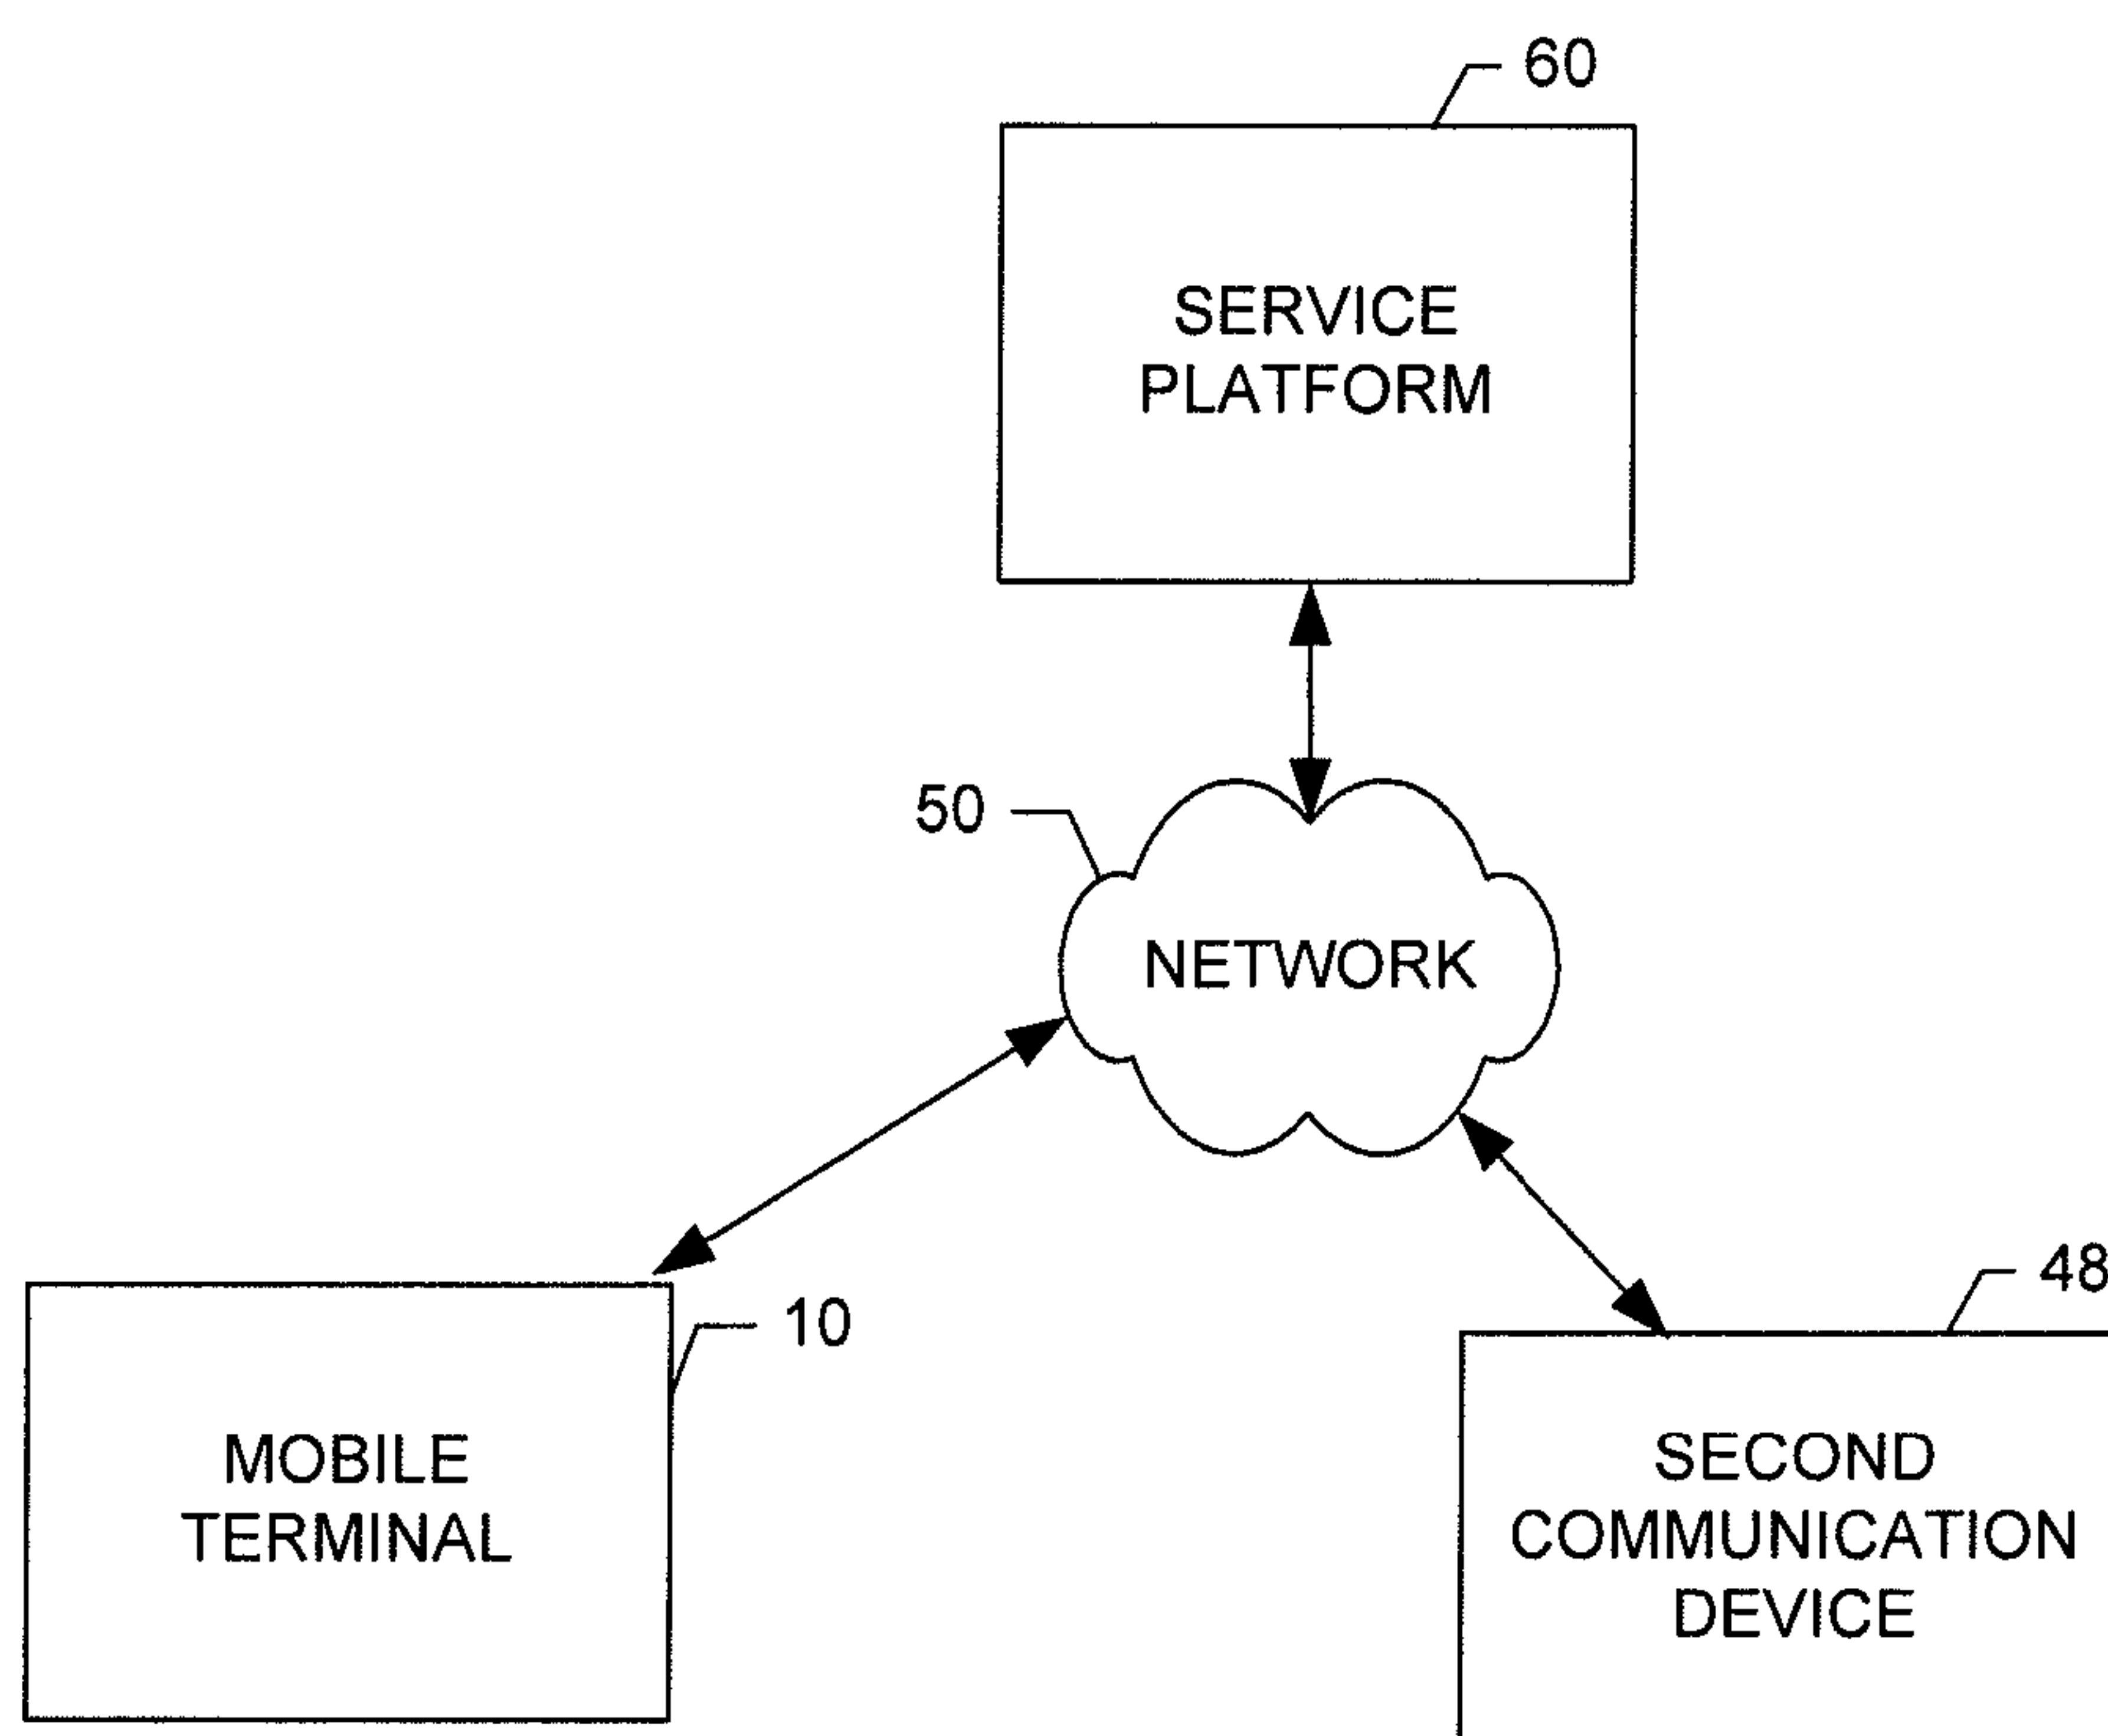 60
SERVICE
PLATFORM
50
NETWORK
48
10
MOBILE
TERMINAL
SECOND
COMMUNICATION
DEVICE